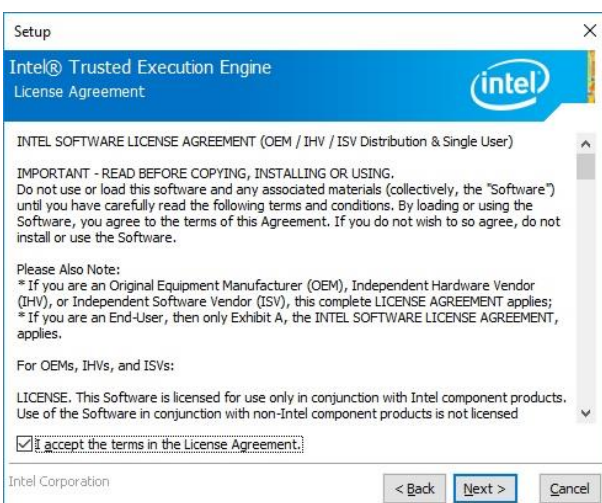 Setup
Intel® Trusted Execution Engine
License Agreement
intel
INTEL SOFTWARE LICENSE AGREEMENT (OEM / IHV / ISV Distribution & Single User)
IMPORTANT - READ BEFORE COPYING, INSTALLING OR USING.
Do not use or load this software and any associated materials (collectively, the "Software")
until you have carefully read the following terms and conditions. By loading or using the
Software, you agree to the terms of this Agreement. If you do not wish to so agree, do not
install or use the Software.
Please Also Note:
* If you are an Original Equipment Manufacturer (OEM), Independent Hardware Vendor
(IHV), or Independent Software Vendor (ISV), this complete LICENSE AGREEMENT applies;
* If you are an End-User, then only Exhibit A, the INTEL SOFTWARE LICENSE AGREEMENT,
applies.
For OEMs, IHVs, and ISVs:
LICENSE. This Software is licensed for use only in conjunction with Intel component products.
Use of the Software in conjunction with non-Intel component products is not licensed
I accept the terms in the License Agreement.
Intel Corporation
< Back Next > Cancel